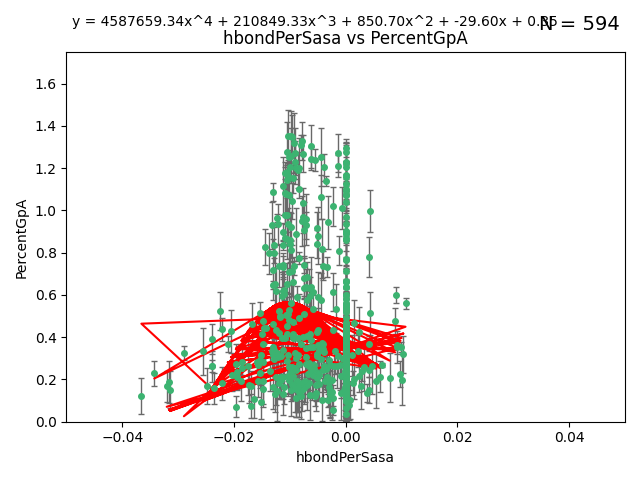 y = 4587659.34x^4 + 210849.33x^3 + 850.70x^2 + -29.60x + 
N = 594
hbondPerSasa vs PercentGpA
1.6
1.4
1.2
1.0
0.8
0.6
0.4
0.2
0.0
PercentGpA
−0.04 −0.02 0.00 0.02 0.04
hbondPerSasa